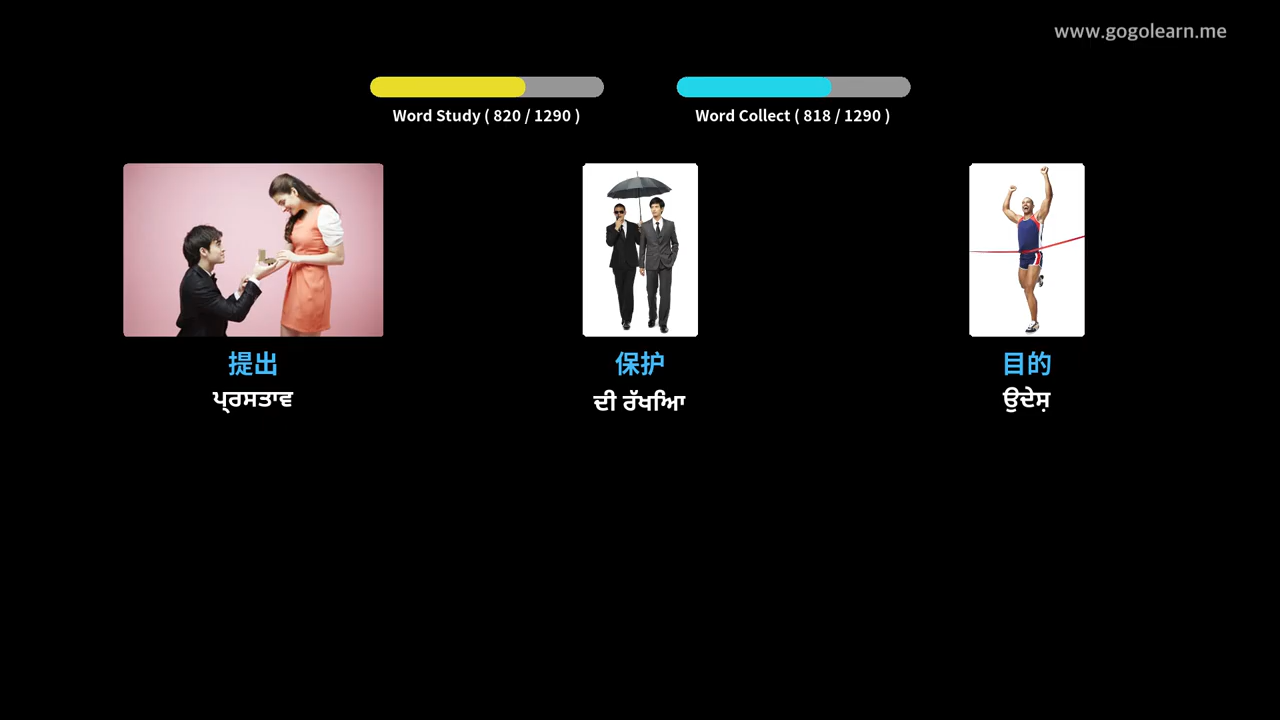 www.gogolearn.me
Word Study ( 820 / 1290 )
Word Collect ( 818 / 1290 )
提出
ਪ੍ਰਸਤਾਵ
保护
ਦੀ ਰੱਖਿਆ
目的
ਉਦੇਸ਼